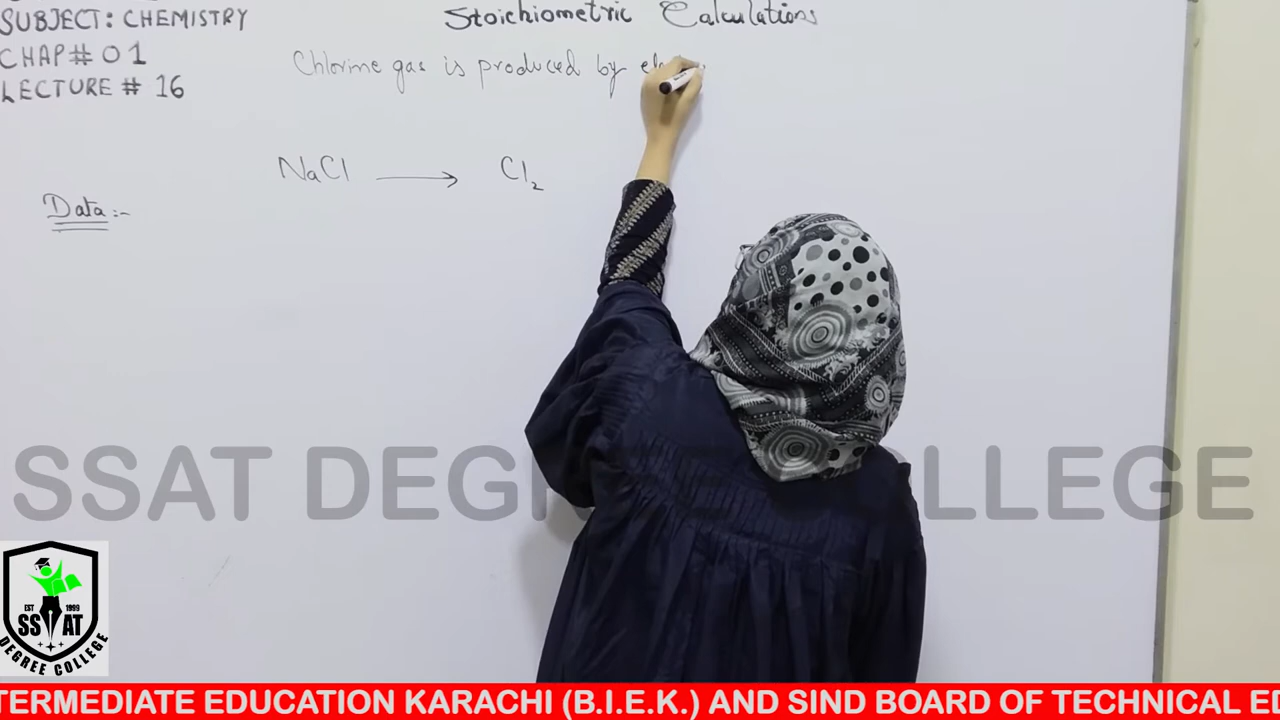 SUBJECT: CHEMISTRY
CHAP# 01
LECTURE # 16
Stoichiometric Calculations
Chlorine gas is produced by
NaCl → Cl₂
Data:-
SSAT DEGREE COLLEGE
EST 1999
SSAT
DEGREE COLLEGE
TERMEDIATE EDUCATION KARACHI (B.I.E.K.) AND SIND BOARD OF TECHNICAL ED